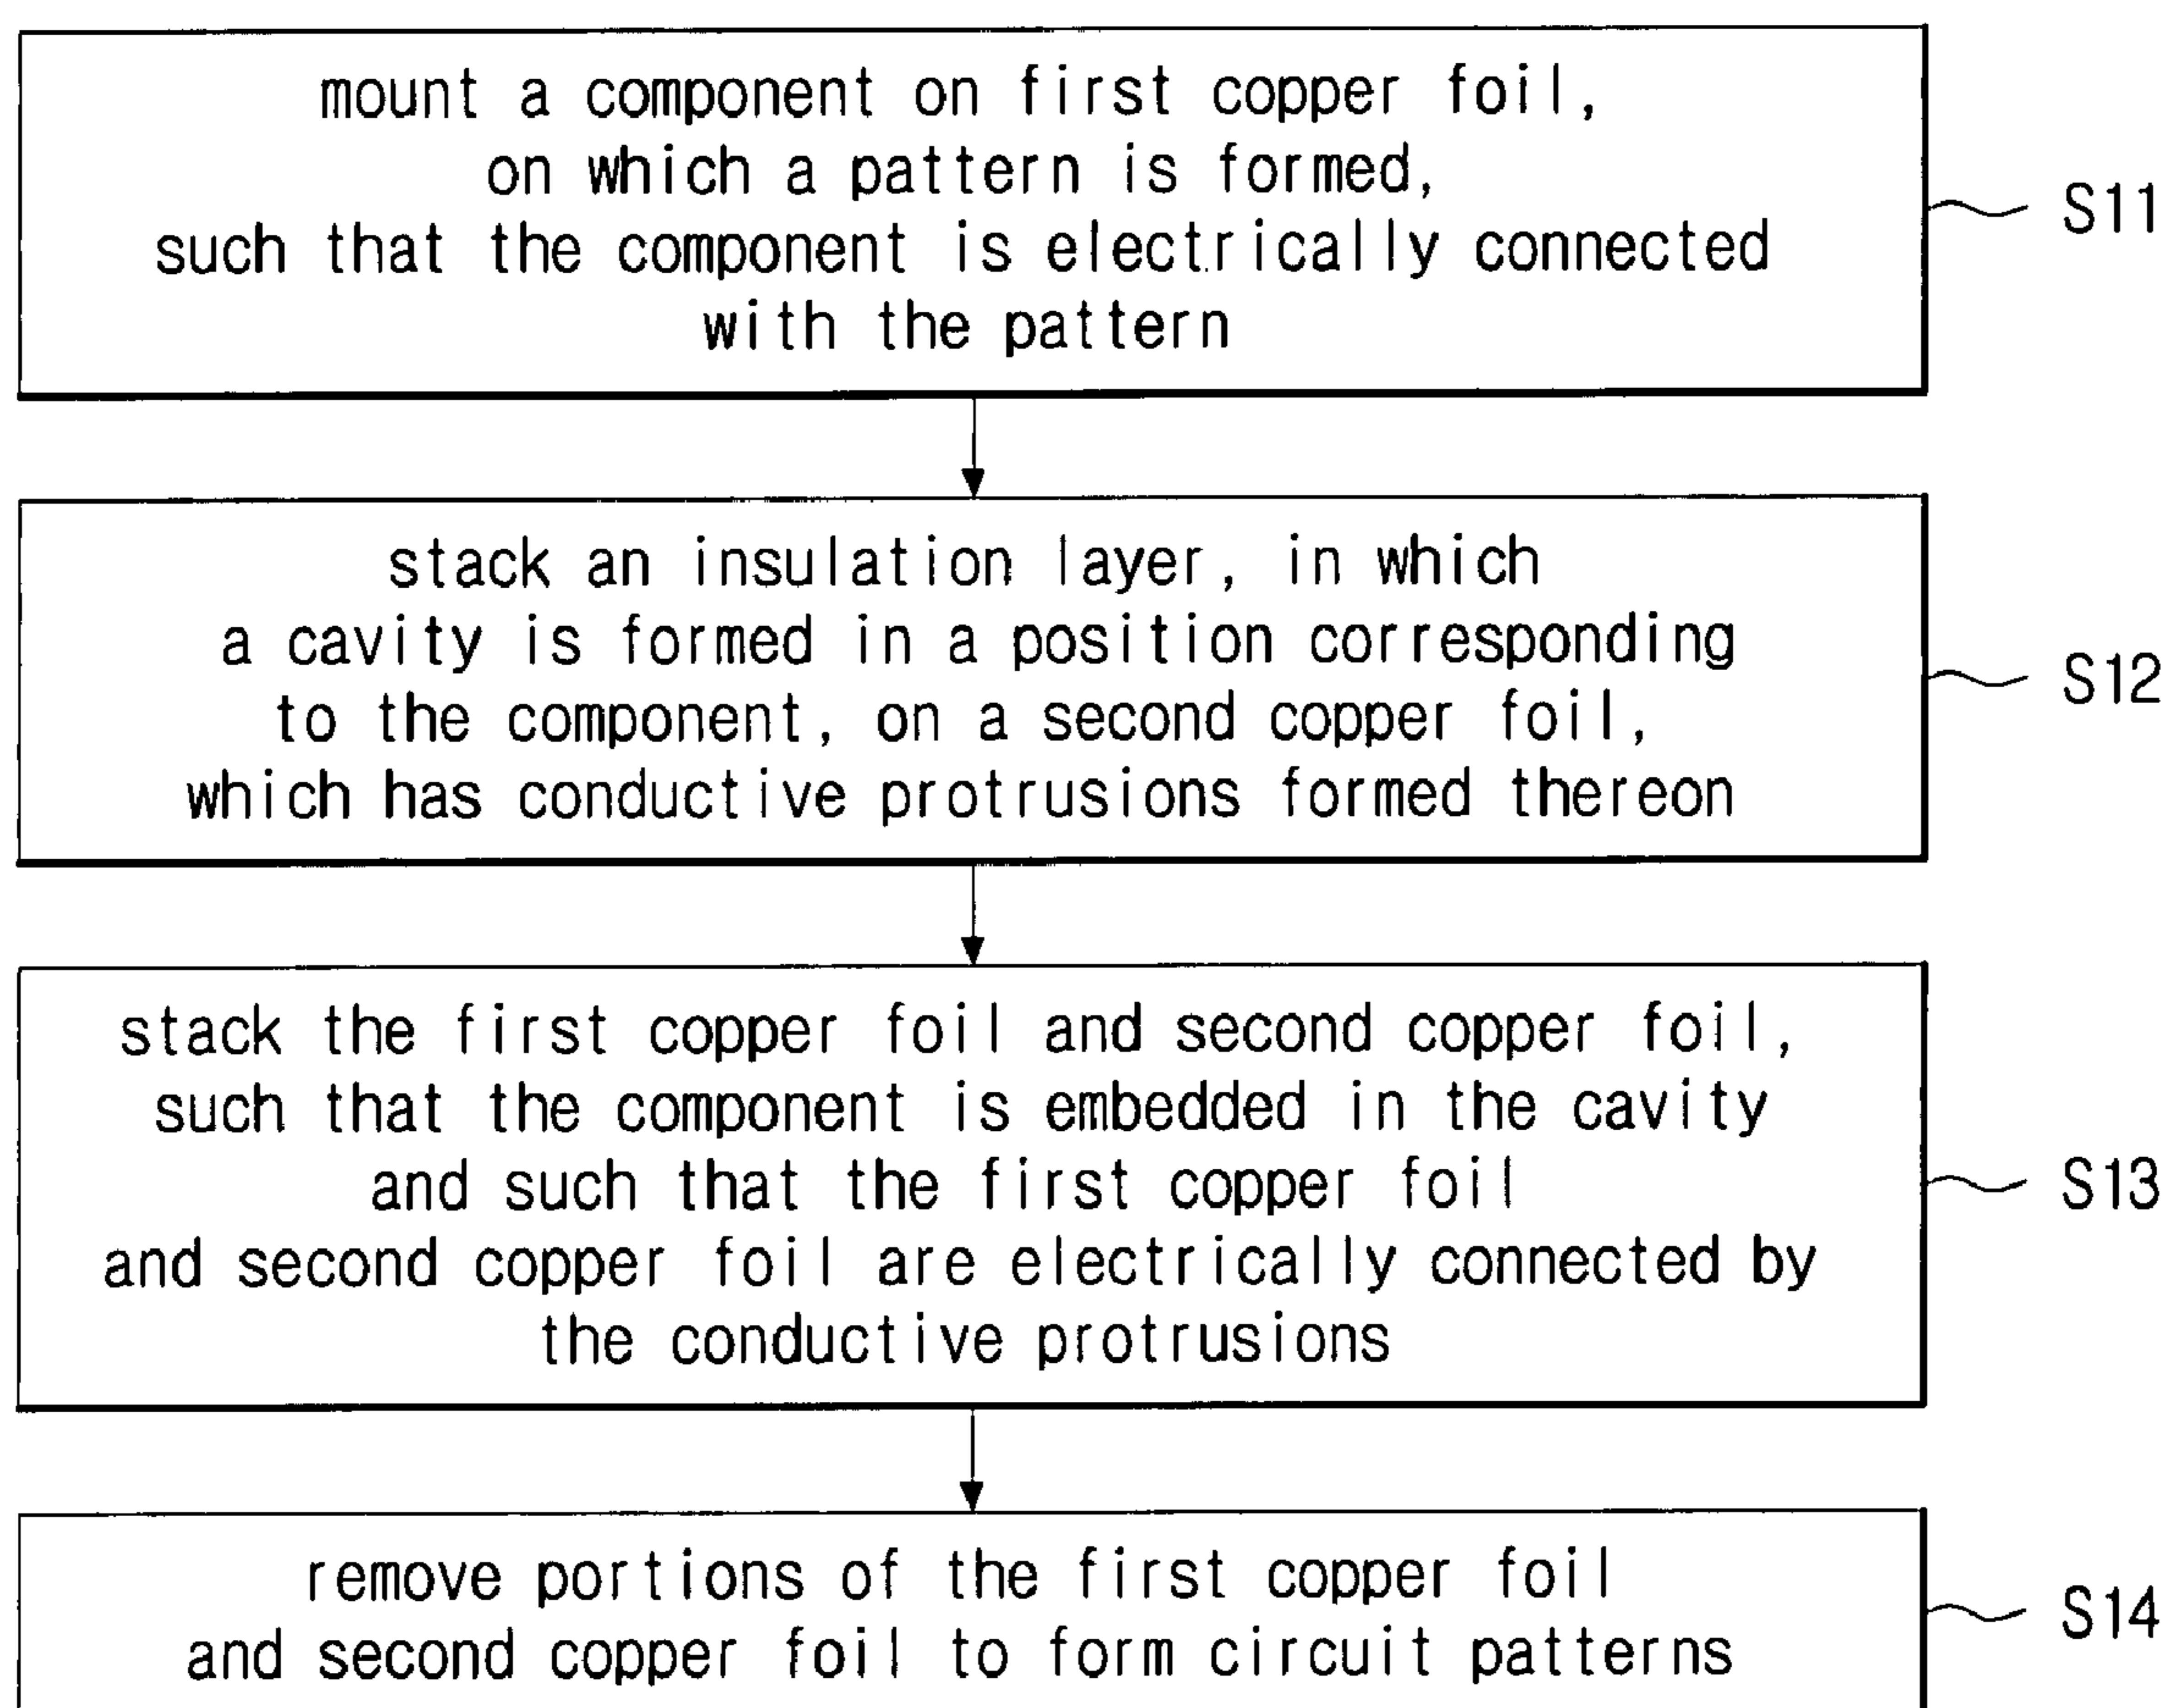 mount a component on first copper foil,
on which a pattern is formed,
such that the component is electrically connected
with the pattern
S11
stack an insulation layer, in which
a cavity is formed in a position corresponding
to the component, on a second copper foil,
which has conductive protrusions formed thereon
S12
stack the first copper foil and second copper foil,
such that the component is embedded in the cavity
and such that the first copper foil
and second copper foil are electrically connected by
the conductive protrusions
S13
remove portions of the first copper foil
and second copper foil to form circuit patterns
S14